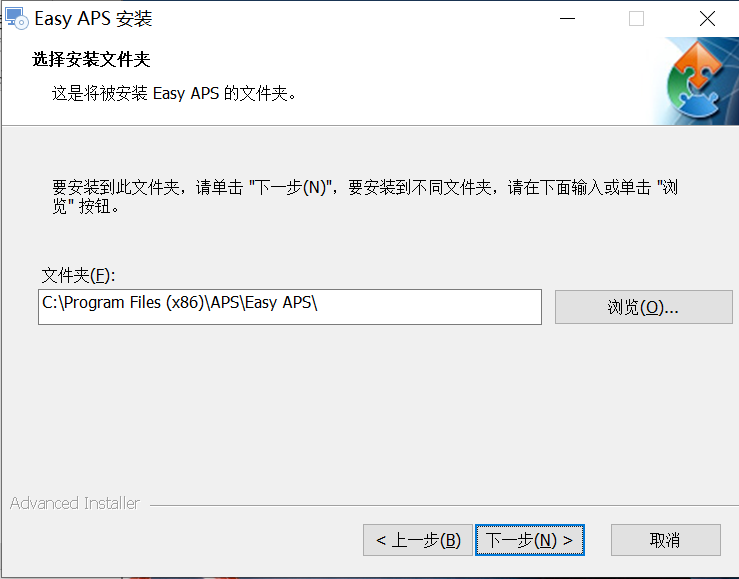 Easy APS 安装
选择安装文件夹
这是将被安装 Easy APS 的文件夹。
要安装到此文件夹，请单击 "下一步(N)"，要安装到不同文件夹，请在下面输入或单击 "浏
览" 按钮。
文件夹(F):
C:\Program Files (x86)\APS\Easy APS\
浏览(O)...
Advanced Installer
< 上一步(B)
下一步(N) >
取消